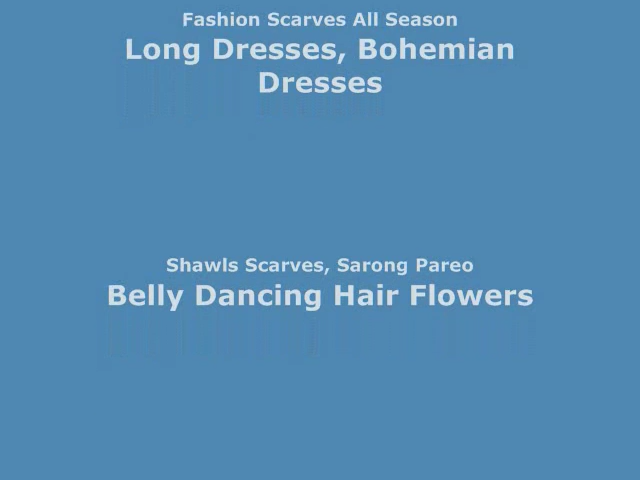 Fashion Scarves All Season
Long Dresses, Bohemian
Dresses
Shawls Scarves, Sarong Pareo
Belly Dancing Hair Flowers